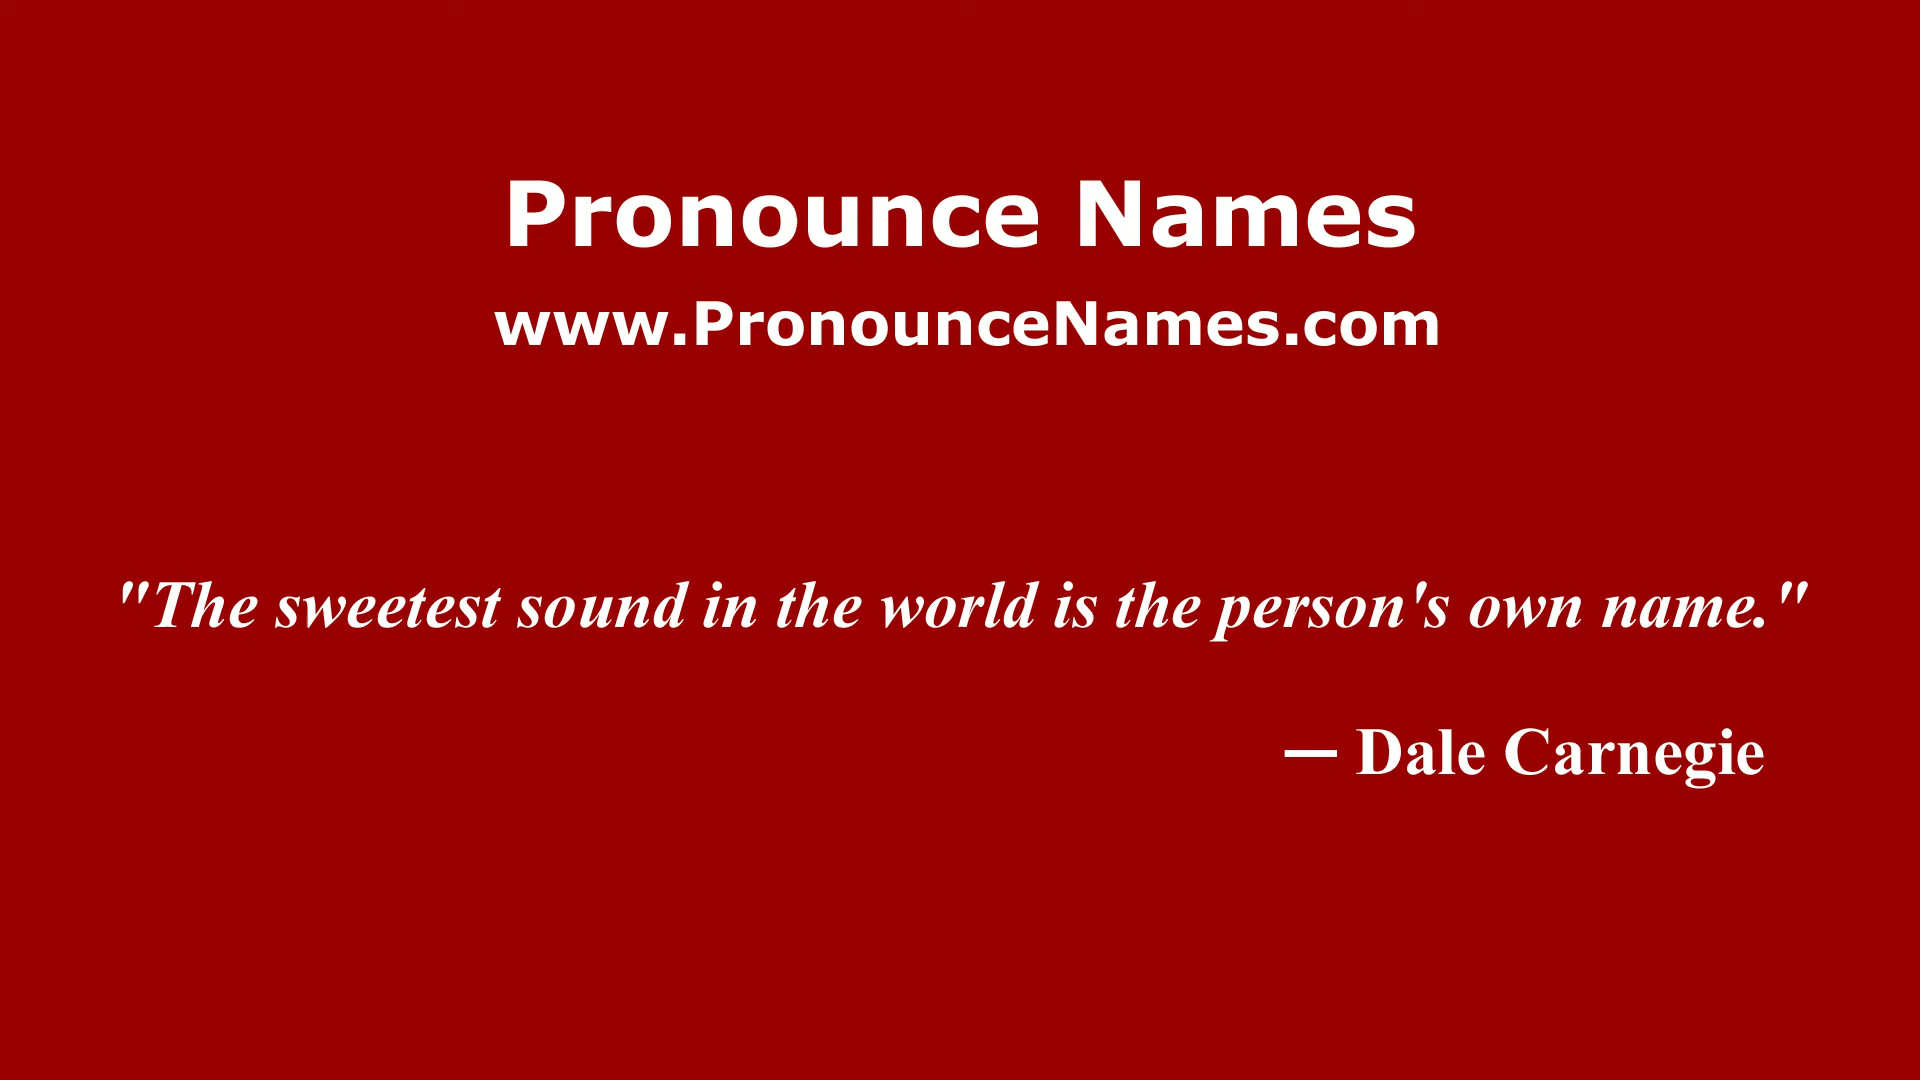 Pronounce Names
www.PronounceNames.com
"The sweetest sound in the world is the person's own name."
— Dale Carnegie